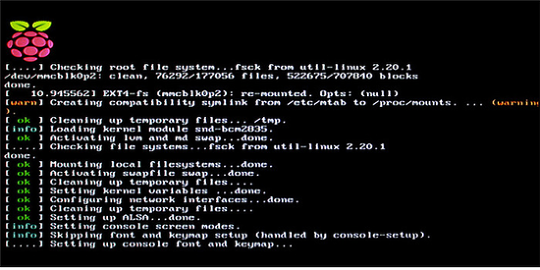 [....] Checking root file system...fsck from util-linux 2.20.1
/dev/mmcblk0p2: clean, 76292/177056 files, 522675/707840 blocks
done.
[   10.945562] EXT4-fs (mmcblk0p2): re-mounted. Opts: (null)
[warn] Creating compatibility symlink from /etc/mtab to /proc/mounts. ... (warning
).
[ ok ] Cleaning up temporary files... /tmp.
[info] Loading kernel module snd-bcm2835.
[ ok ] Activating lvm and md swap...done.
[....] Checking file systems...fsck from util-linux 2.20.1
done.
[ ok ] Mounting local filesystems...done.
[ ok ] Activating swapfile swap...done.
[ ok ] Cleaning up temporary files....
[ ok ] Setting kernel variables ...done.
[ ok ] Configuring network interfaces...done.
[ ok ] Cleaning up temporary files....
[ ok ] Setting up ALSA...done.
[info] Setting console screen modes.
[info] Skipping font and keymap setup (handled by console-setup).
[....] Setting up console font and keymap...